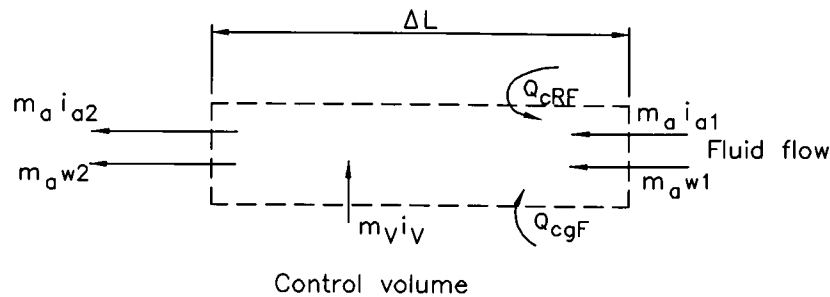 ΔL
Q_cRF
m_a i_a2
m_a i_a1
Fluid flow
m_a w2
m_a w1
m_V i_V
Q_cgF
Control volume